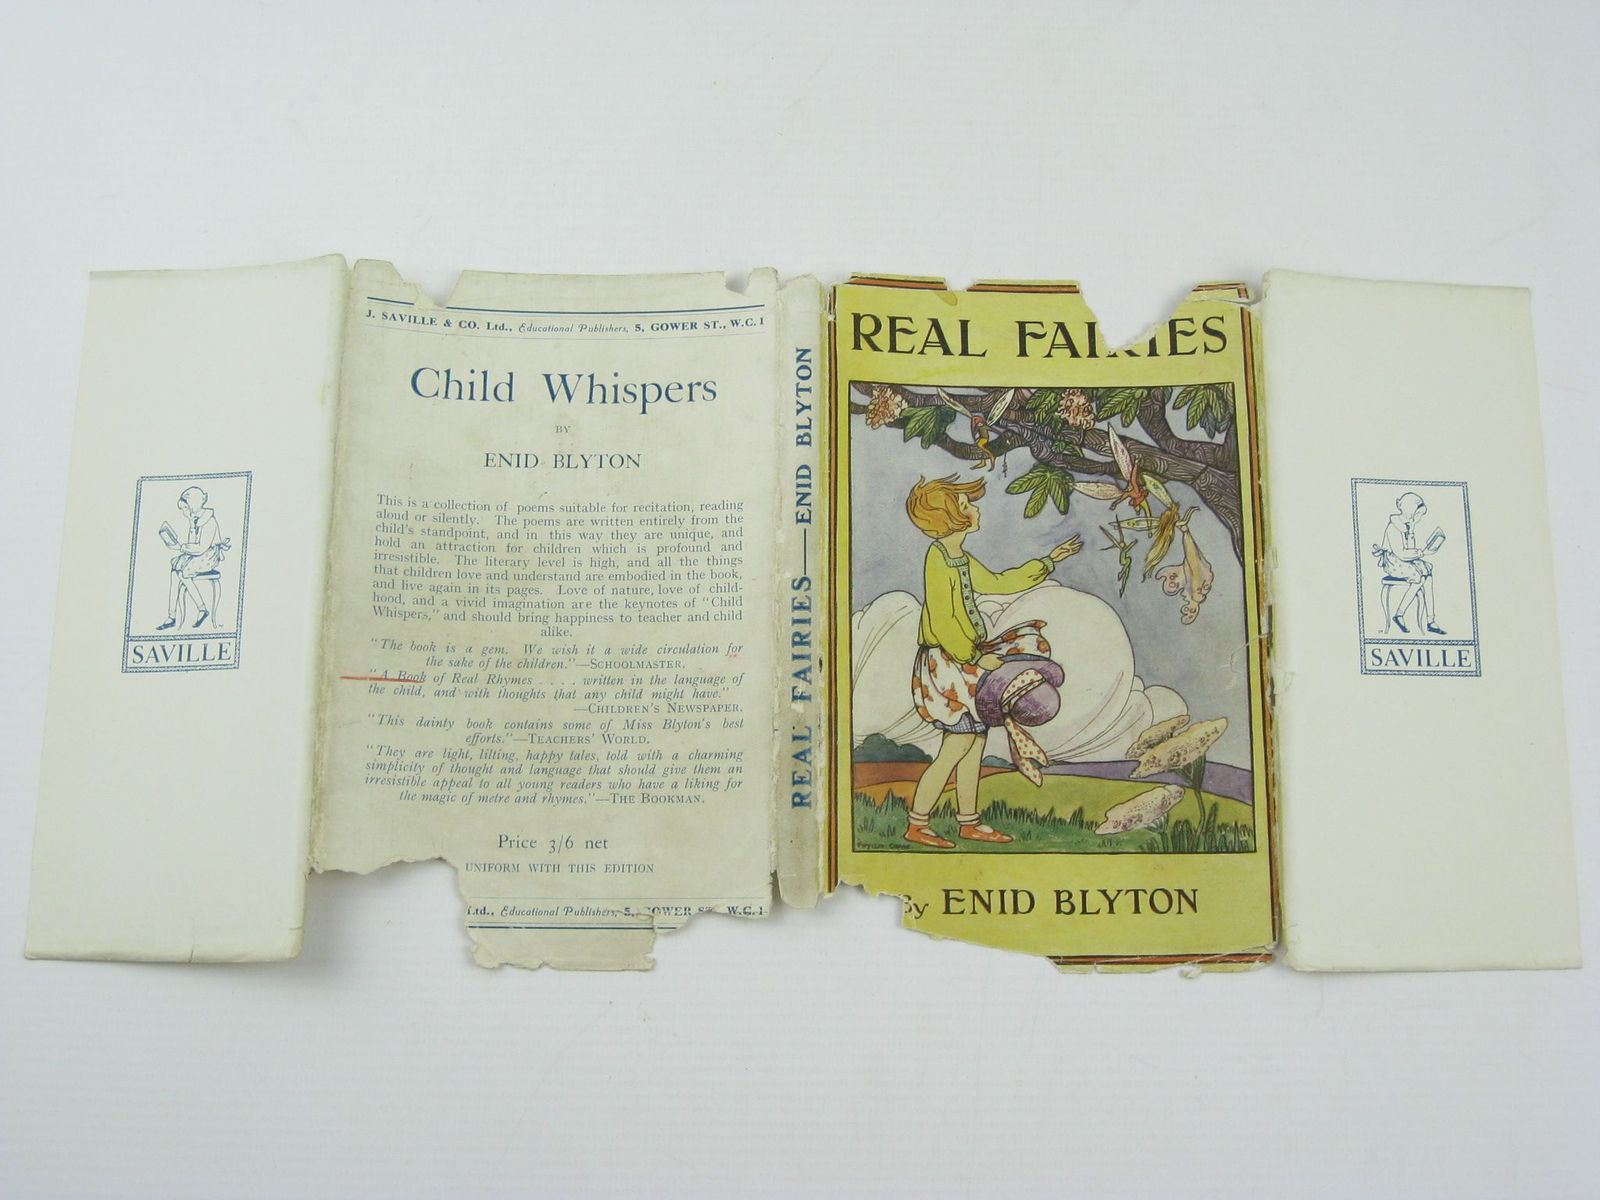 SAVILLE
J. SAVILLE & CO. Ltd., Educational Publishers, 5, GOWER ST., W.C.1
Child Whispers
BY
ENID BLYTON
This is a collection of poems suitable for recitation, reading
aloud or silently. The poems are written entirely from the
child's standpoint, and in this way they are unique, and
hold an attraction for children which is profound and
irresistible. The literary level is high, and all the things
that children love and understand are embodied in the book,
and live again in its pages. Love of nature, love of child-
hood, and a vivid imagination are the keynotes of "Child
Whispers," and should bring happiness to teacher and child
alike.
"The book is a gem. We wish it a wide circulation for
the sake of the children."—SCHOOLMASTER.
"A Book of Real Rhymes . . . . written in the language of
the child, and with thoughts that any child might have."
—CHILDREN'S NEWSPAPER.
"This dainty book contains some of Miss Blyton's best
efforts."—TEACHERS' WORLD.
"They are light, lilting, happy tales, told with a charming
simplicity of thought and language that should give them an
irresistible appeal to all young readers who have a liking for
the magic of metre and rhymes."—THE BOOKMAN.
Price 3/6 net
UNIFORM WITH THIS EDITION
Ltd., Educational Publishers, 5, GOWER ST., W.C.1
REAL FAIRIES—ENID BLYTON
REAL FAIRIES
By ENID BLYTON
SAVILLE